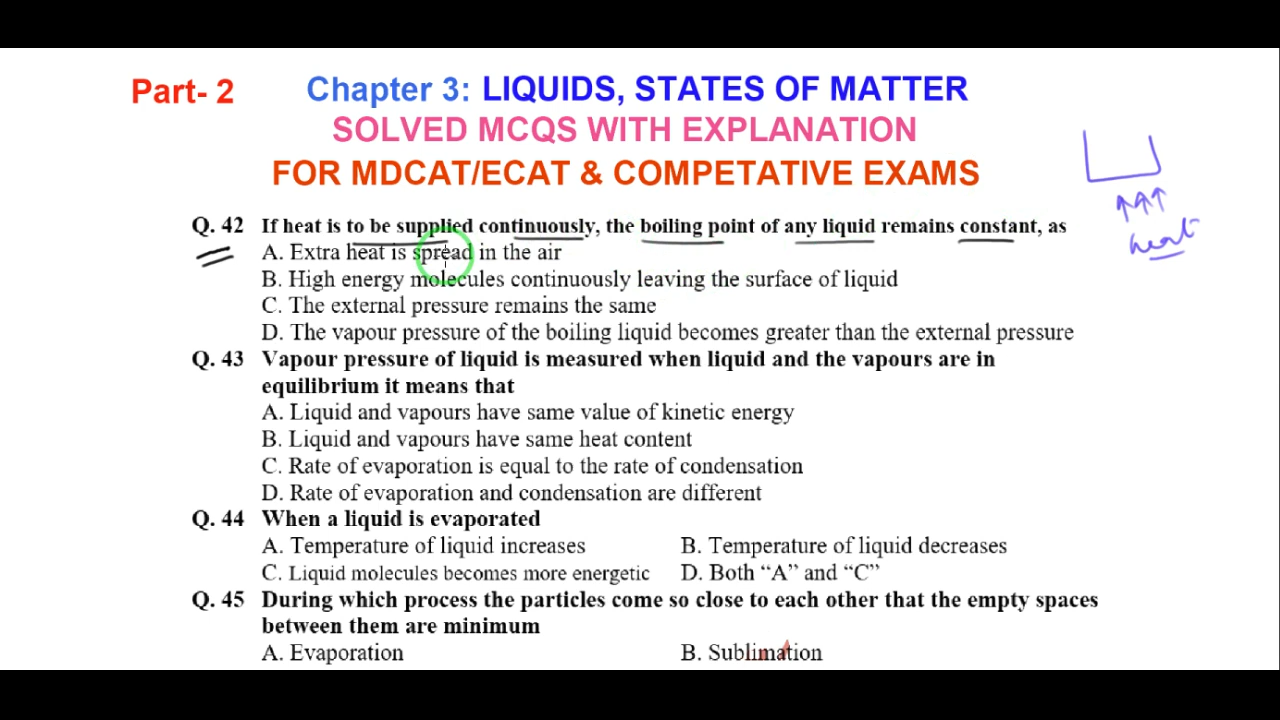 Part- 2
Chapter 3: LIQUIDS, STATES OF MATTER
SOLVED MCQS WITH EXPLANATION
FOR MDCAT/ECAT & COMPETATIVE EXAMS
Q. 42 If heat is to be supplied continuously, the boiling point of any liquid remains constant, as
A. Extra heat is spread in the air
B. High energy molecules continuously leaving the surface of liquid
C. The external pressure remains the same
D. The vapour pressure of the boiling liquid becomes greater than the external pressure
heat
Q. 43 Vapour pressure of liquid is measured when liquid and the vapours are in
equilibrium it means that
A. Liquid and vapours have same value of kinetic energy
B. Liquid and vapours have same heat content
C. Rate of evaporation is equal to the rate of condensation
D. Rate of evaporation and condensation are different
Q. 44 When a liquid is evaporated
A. Temperature of liquid increases B. Temperature of liquid decreases
C. Liquid molecules becomes more energetic D. Both “A” and “C”
Q. 45 During which process the particles come so close to each other that the empty spaces
between them are minimum
A. Evaporation B. Sublimation